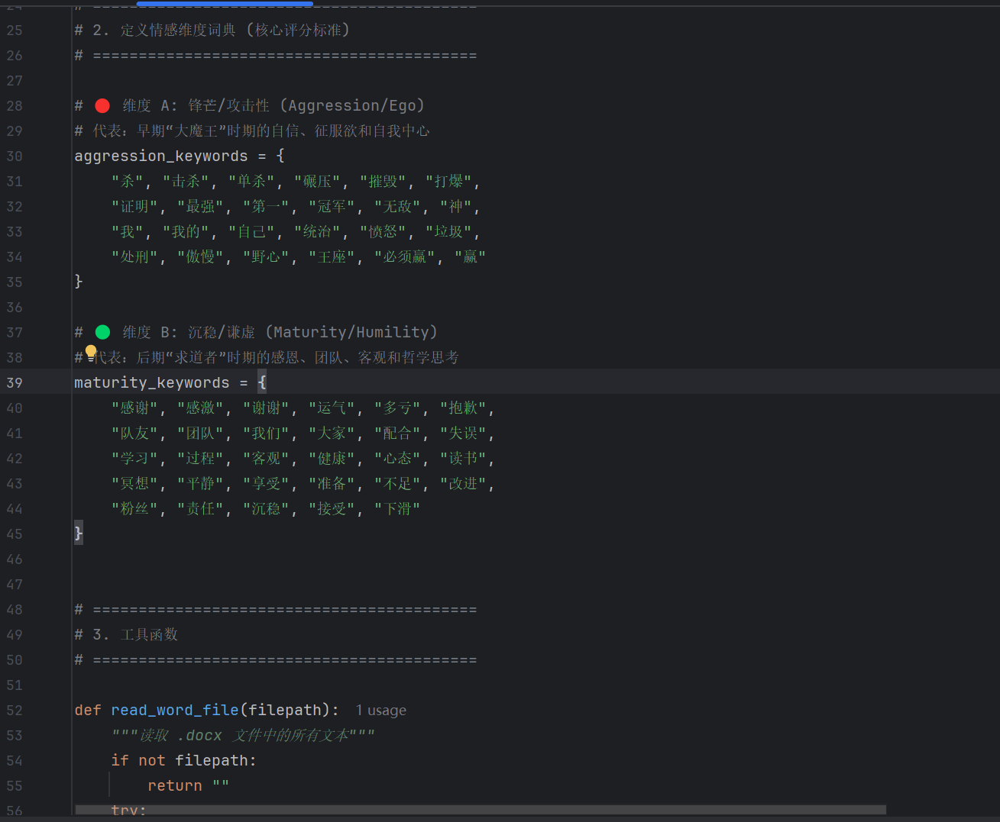 24 # ==========================================
25 # 2. 定义情感维度词典 (核心评分标准)
26 # ==========================================
27
28 # 🔴 维度 A: 锋芒/攻击性 (Aggression/Ego)
29 # 代表：早期“大魔王”时期的自信、征服欲和自我中心
30 aggression_keywords = {
31     "杀", "击杀", "单杀", "碾压", "摧毁", "打爆",
32     "证明", "最强", "第一", "冠军", "无敌", "神",
33     "我", "我的", "自己", "统治", "愤怒", "垃圾",
34     "处刑", "傲慢", "野心", "王座", "必须赢", "赢"
35 }
36
37 # 🟢 维度 B: 沉稳/谦虚 (Maturity/Humility)
38 # 代表：后期“求道者”时期的感恩、团队、客观和哲学思考
39 maturity_keywords = {
40     "感谢", "感激", "谢谢", "运气", "多亏", "抱歉",
41     "队友", "团队", "我们", "大家", "配合", "失误",
42     "学习", "过程", "客观", "健康", "心态", "读书",
43     "冥想", "平静", "享受", "准备", "不足", "改进",
44     "粉丝", "责任", "沉稳", "接受", "下滑"
45 }
46
47
48 # ==========================================
49 # 3. 工具函数
50 # ==========================================
51
52 def read_word_file(filepath): 1 usage
53     """读取 .docx 文件中的所有文本"""
54     if not filepath:
55         return ""
56     try: